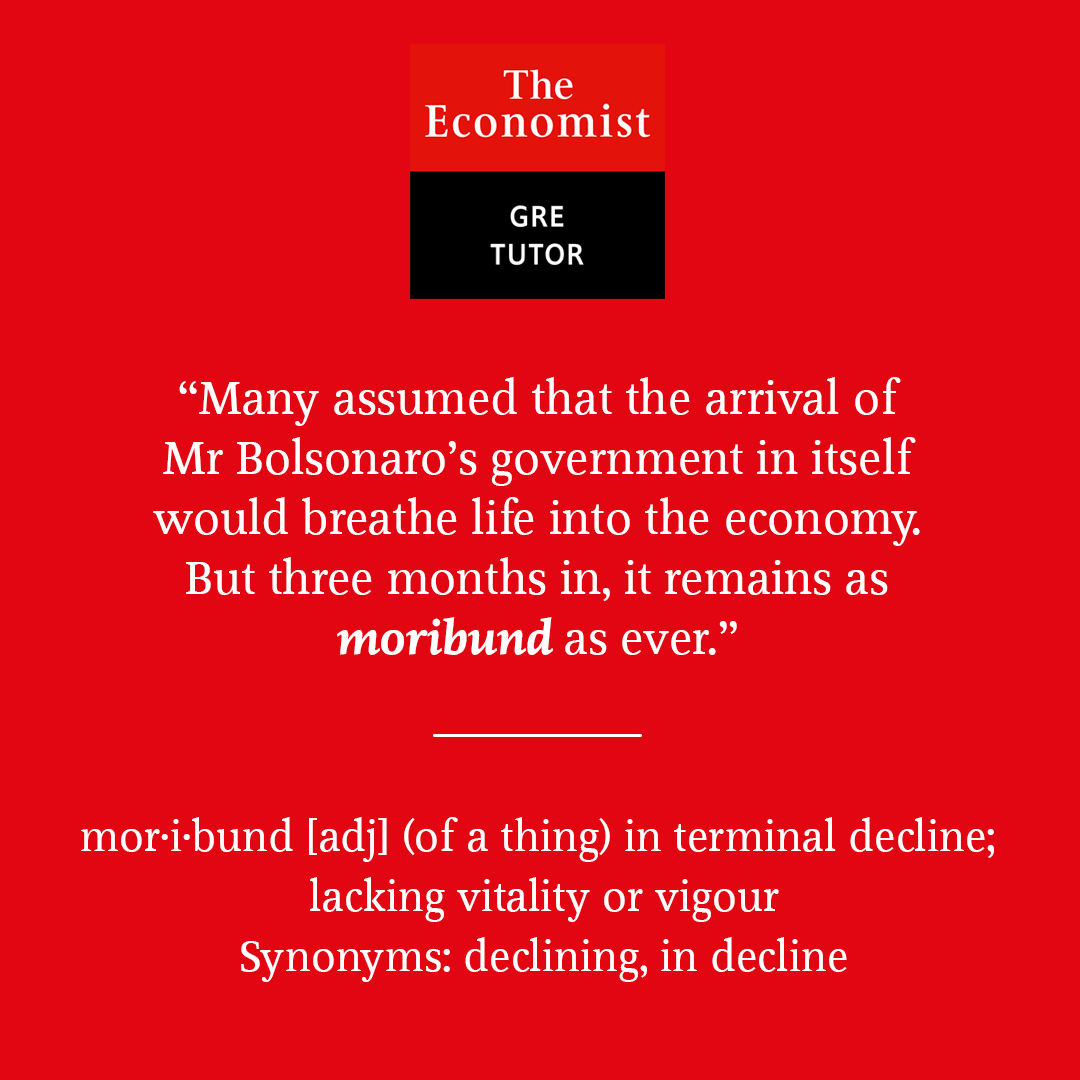 The
Economist
GRE
TUTOR
“Many assumed that the arrival of
Mr Bolsonaro’s government in itself
would breathe life into the economy.
But three months in, it remains as
moribund as ever.”
mor·i·bund [adj] (of a thing) in terminal decline;
lacking vitality or vigour
Synonyms: declining, in decline